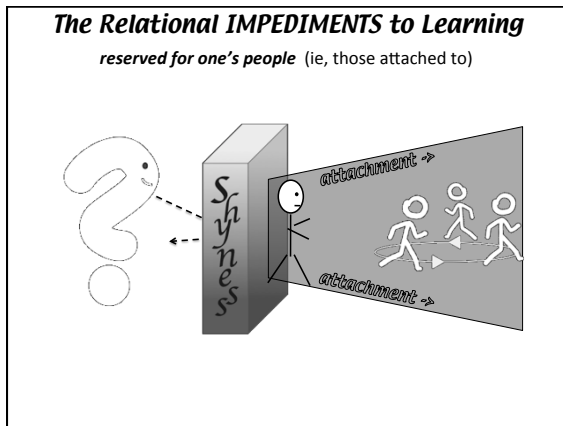 The Relational IMPEDIMENTS to Learning
reserved for one's people (ie, those attached to)
attachment ->
Shyness
attachment ->